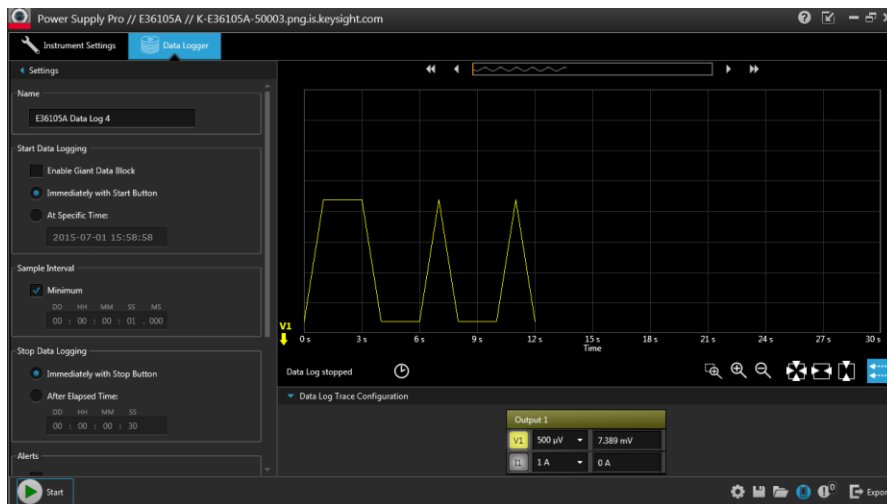 Power Supply Pro // E36105A // K-E36105A-50003.png.is.keysight.com
Instrument Settings
Data Logger
Settings
Name
E36105A Data Log 4
Start Data Logging
Enable Giant Data Block
Immediately with Start Button
At Specific Time:
2015-07-01 15:58:58
Sample Interval
Minimum
DD HH MM SS MS
00 : 00 : 00 : 01 . 000
Stop Data Logging
Immediately with Stop Button
After Elapsed Time:
DD HH MM SS
00 : 00 : 00 : 30
Alerts
Start
V1
0 s 3 s 6 s 9 s 12 s 15 s 18 s 21 s 24 s 27 s 30 s
Time
Data Log stopped
Data Log Trace Configuration
Output 1
V1 500 µV 7.389 mV
I1 1 A 0 A
0
Export